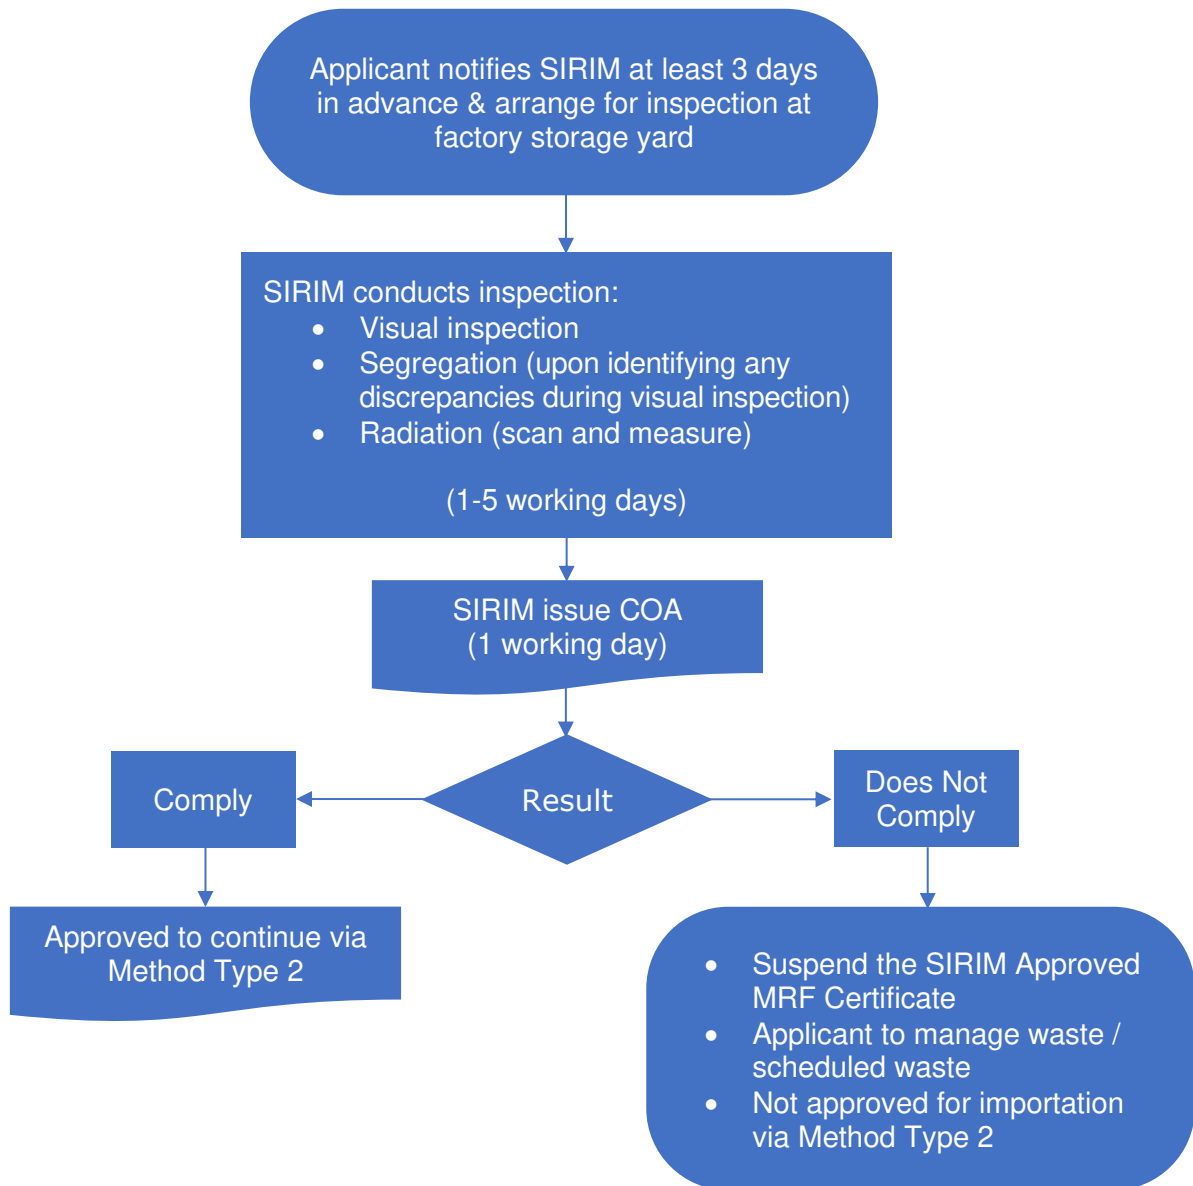 Applicant notifies SIRIM at least 3 days
in advance & arrange for inspection at
factory storage yard
SIRIM conducts inspection:
• Visual inspection
• Segregation (upon identifying any
discrepancies during visual inspection)
• Radiation (scan and measure)
(1-5 working days)
SIRIM issue COA
(1 working day)
Result
Comply
Does Not
Comply
Approved to continue via
Method Type 2
• Suspend the SIRIM Approved
MRF Certificate
• Applicant to manage waste /
scheduled waste
• Not approved for importation
via Method Type 2